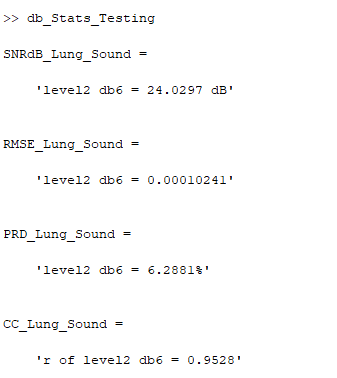 >> db_Stats_Testing
SNRdB_Lung_Sound =
'level2 db6 = 24.0297 dB'
RMSE_Lung_Sound =
'level2 db6 = 0.00010241'
PRD_Lung_Sound =
'level2 db6 = 6.2881%'
CC_Lung_Sound =
'r of level2 db6 = 0.9528'